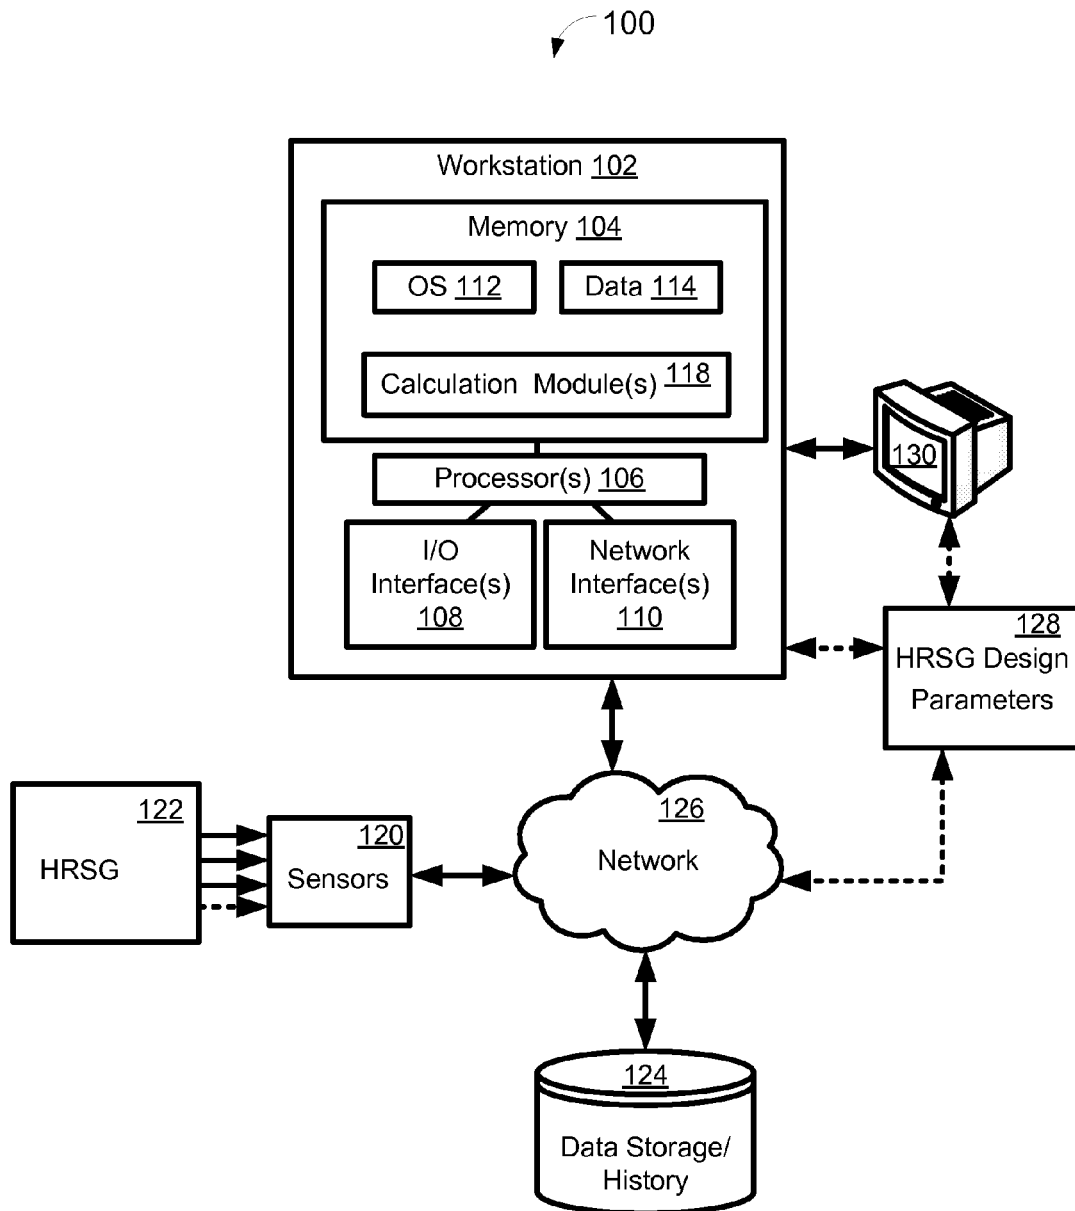 100
Workstation 102
Memory 104
OS 112
Data 114
Calculation Module(s) 118
130
Processor(s) 106
I/O
Interface(s)
108
Network
Interface(s)
110
128
HRSG Design
Parameters
122
HRSG
120
Sensors
126
Network
124
Data Storage/
History